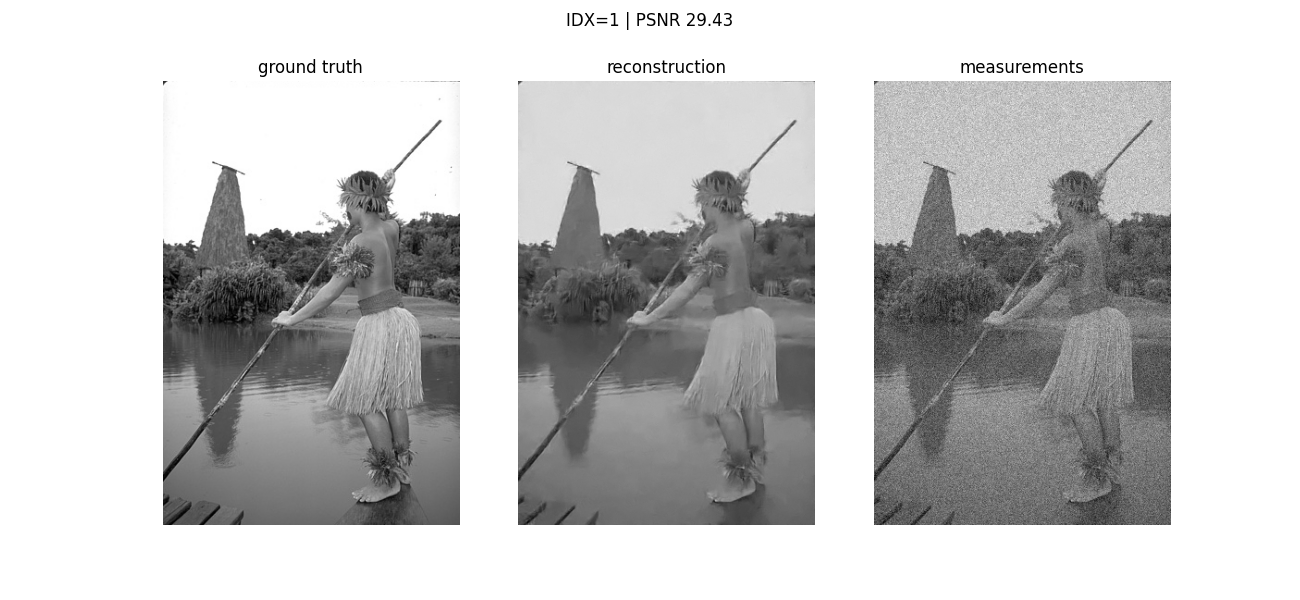 IDX=1 | PSNR 29.43
ground truth
reconstruction
measurements